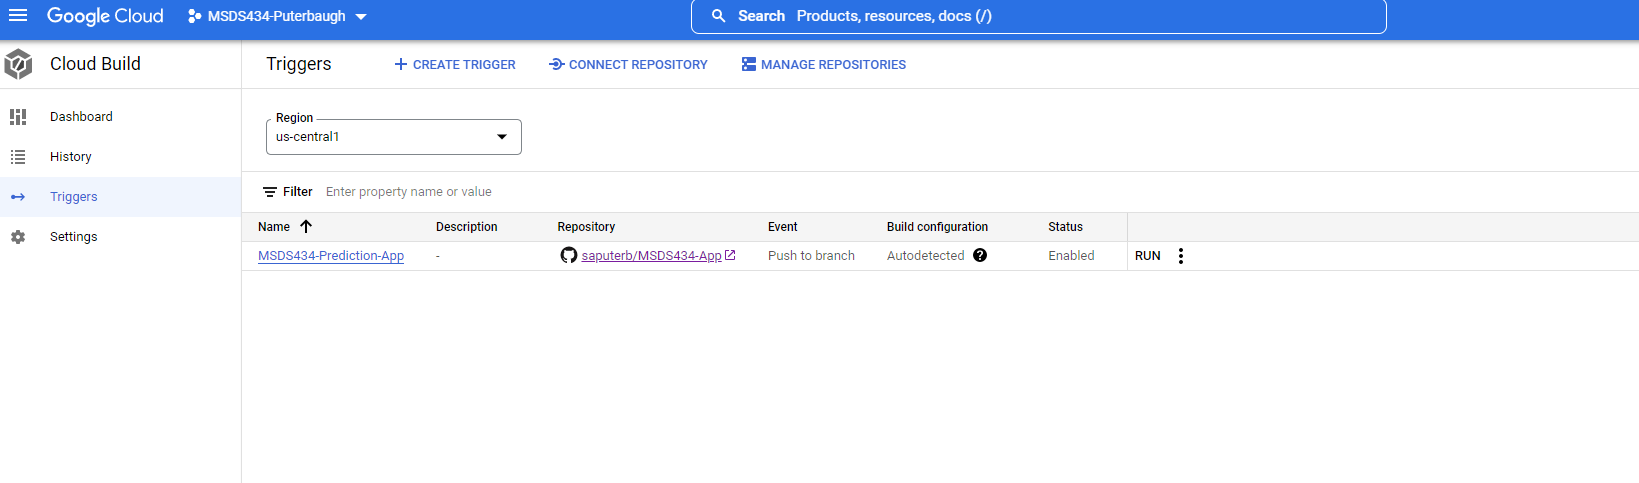 Google Cloud MSDS434-Puterbaugh Search Products, resources, docs (/)
Cloud Build
Triggers CREATE TRIGGER CONNECT REPOSITORY MANAGE REPOSITORIES
Dashboard
History
Triggers
Settings
Region
us-central1
Filter Enter property name or value
Name Description Repository Event Build configuration Status
MSDS434-Prediction-App - saputerb/MSDS434-App Push to branch Autodetected Enabled RUN